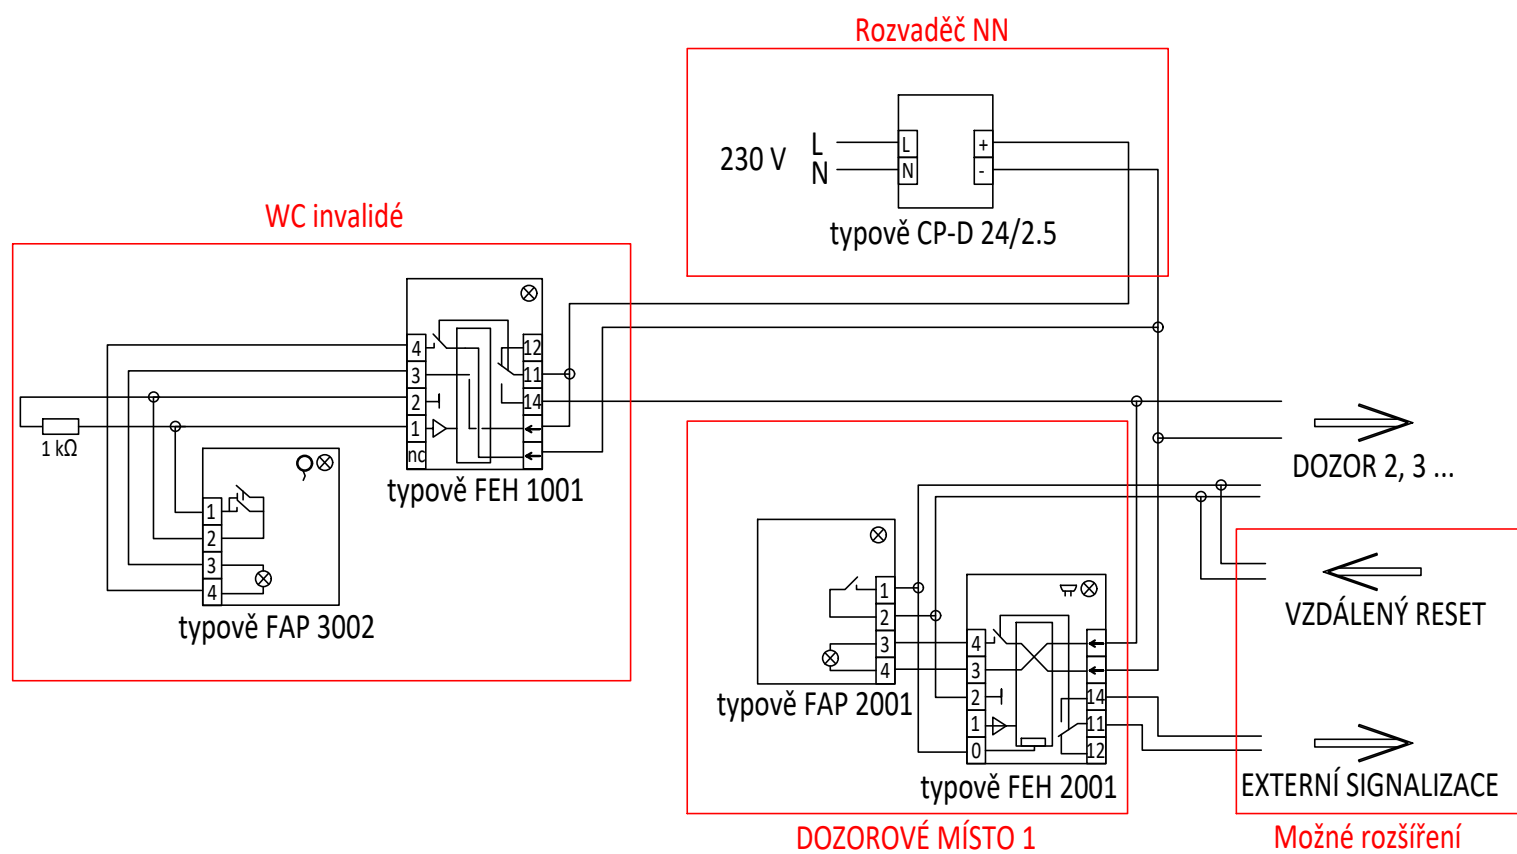 Rozvaděč NN
230 V
L
N
L
N
+
-
typově CP-D 24/2.5
WC invalidé
4
3
2
1
nc
12
11
14
typově FEH 1001
1 kΩ
1
2
3
4
typově FAP 3002
DOZOR 2, 3 ...
1
2
3
4
typově FAP 2001
4
3
2
1
0
14
11
12
typově FEH 2001
DOZOROVÉ MÍSTO 1
VZDÁLENÝ RESET
EXTERNÍ SIGNALIZACE
Možné rozšíření